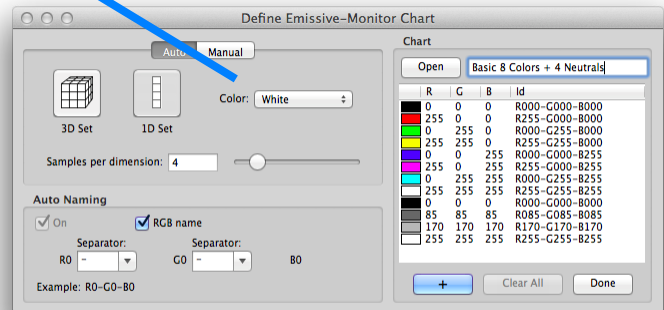 Define Emissive-Monitor Chart
Auto Manual
3D Set 1D Set
Color: White
Samples per dimension: 4
Auto Naming
On RGB name
Separator: Separator:
R0 - G0 - B0
Example: R0-G0-B0
Chart
Open Basic 8 Colors + 4 Neutrals
R G B Id
0 0 0 R000-G000-B000
255 0 0 R255-G000-B000
0 255 0 R000-G255-B000
255 255 0 R255-G255-B000
0 0 255 R000-G000-B255
255 0 255 R255-G000-B255
0 255 255 R000-G255-B255
255 255 255 R255-G255-B255
0 0 0 R000-G000-B000
85 85 85 R085-G085-B085
170 170 170 R170-G170-B170
255 255 255 R255-G255-B255
+ Clear All Done